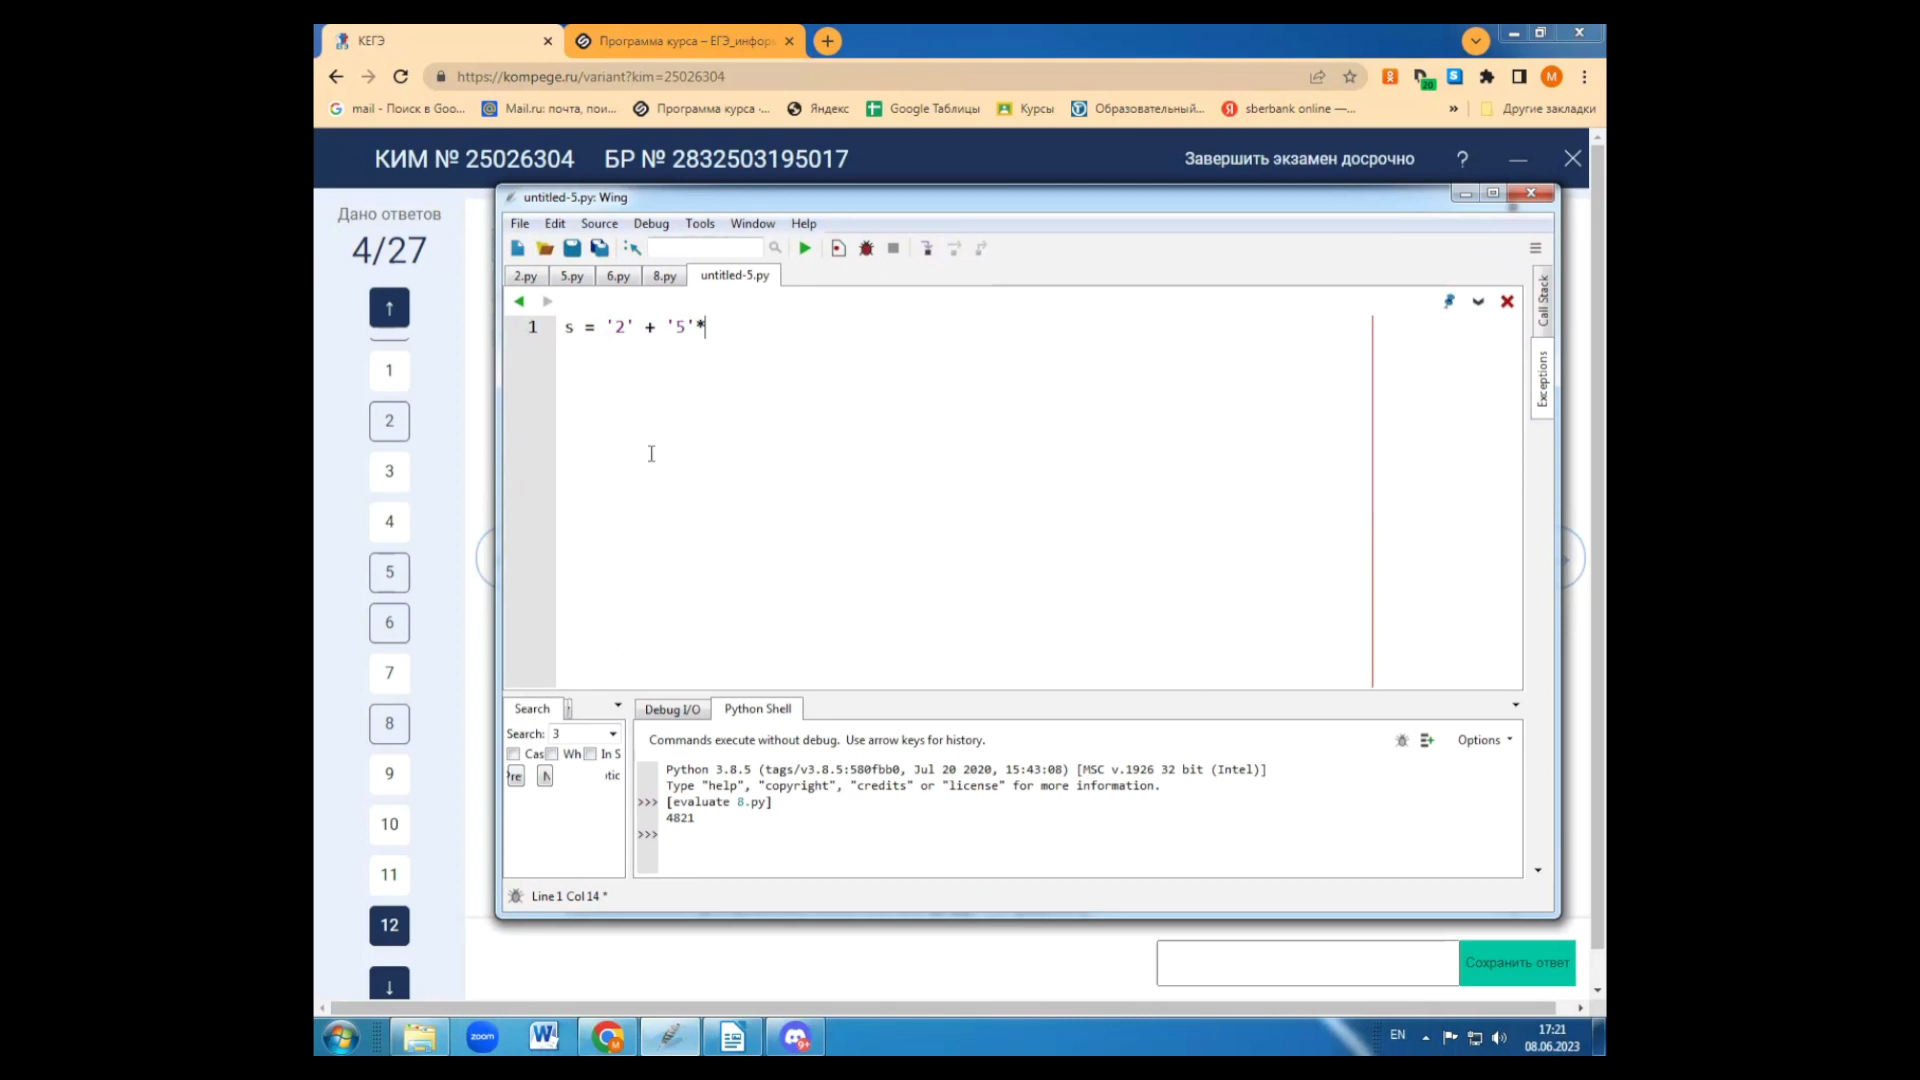 КЕГЭ
Программа курса – ЕГЭ_инфор
https://kompege.ru/variant?kim=25026304
mail - Поиск в Goo...
Mail.ru: почта, пои...
Программа курса -...
Яндекс
Google Таблицы
Курсы
Образовательный...
sberbank online —...
»
Другие закладки
КИМ № 25026304 БР № 2832503195017
Завершить экзамен досрочно
?
Дано ответов
4/27
1
2
3
4
5
6
7
8
9
10
11
12
untitled-5.py: Wing
File Edit Source Debug Tools Window Help
2.py 5.py 6.py 8.py untitled-5.py
1 s = '2' + '5'*
Call Stack
Exceptions
Search
Search: 3
Cas Wh In S
Debug I/O Python Shell
Commands execute without debug. Use arrow keys for history.
Options
Python 3.8.5 (tags/v3.8.5:580fbb0, Jul 20 2020, 15:43:08) [MSC v.1926 32 bit (Intel)]
Type "help", "copyright", "credits" or "license" for more information.
>>> [evaluate 8.py]
4821
>>>
Line 1 Col 14 *
Сохранить ответ
zoom
EN
17:21
08.06.2023